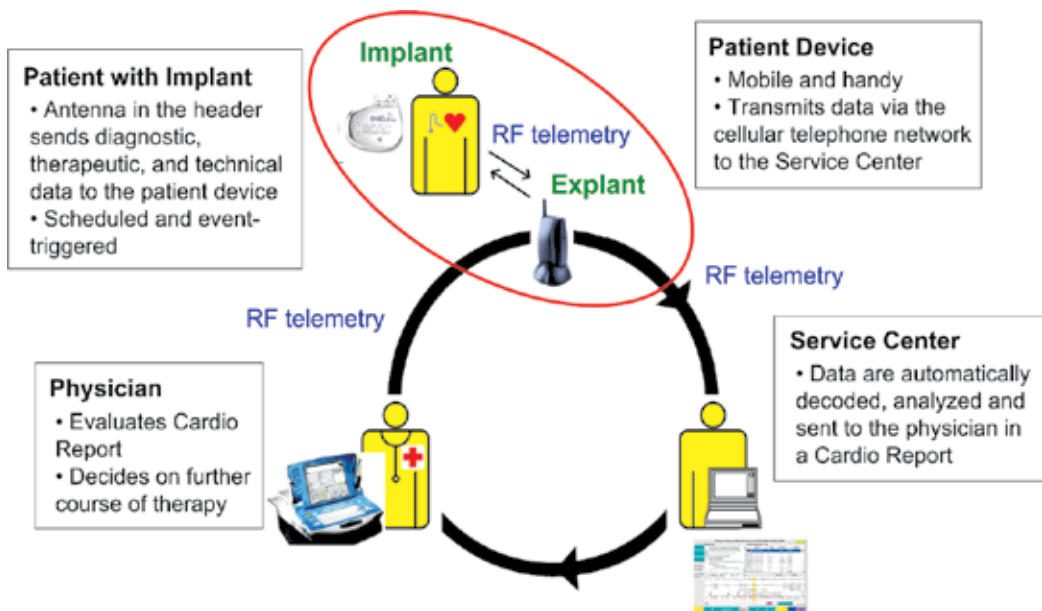 Patient with Implant
• Antenna in the header
sends diagnostic,
therapeutic, and technical
data to the patient device
• Scheduled and event-
triggered
Implant
RF telemetry
Explant
Patient Device
• Mobile and handy
• Transmits data via the
cellular telephone network
to the Service Center
RF telemetry
RF telemetry
Service Center
• Data are automatically
decoded, analyzed and
sent to the physician in
a Cardio Report
Physician
• Evaluates Cardio
Report
• Decides on further
course of therapy